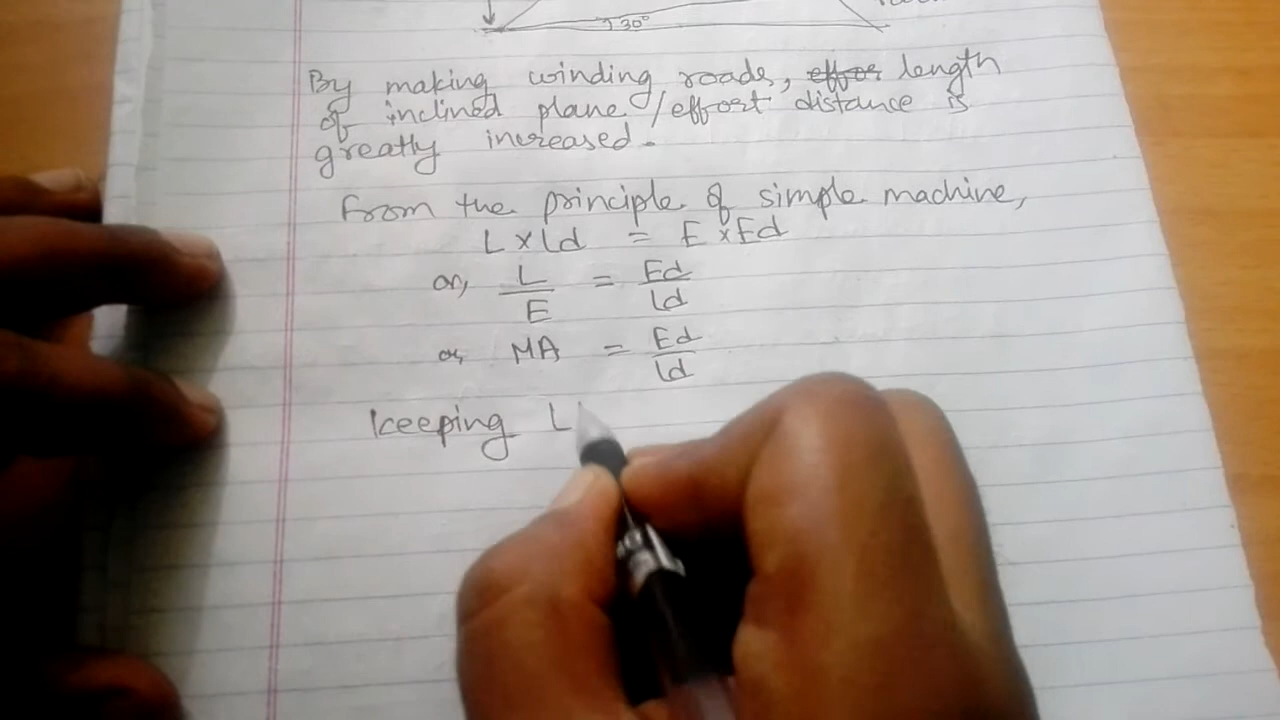 30°
By making winding roads, length
of inclined plane/effort distance is
greatly increased.
From the principle of simple machine,
L × Ld = E × Ed
or, L/E = Ed/Ld
or, MA = Ed/Ld
keeping L